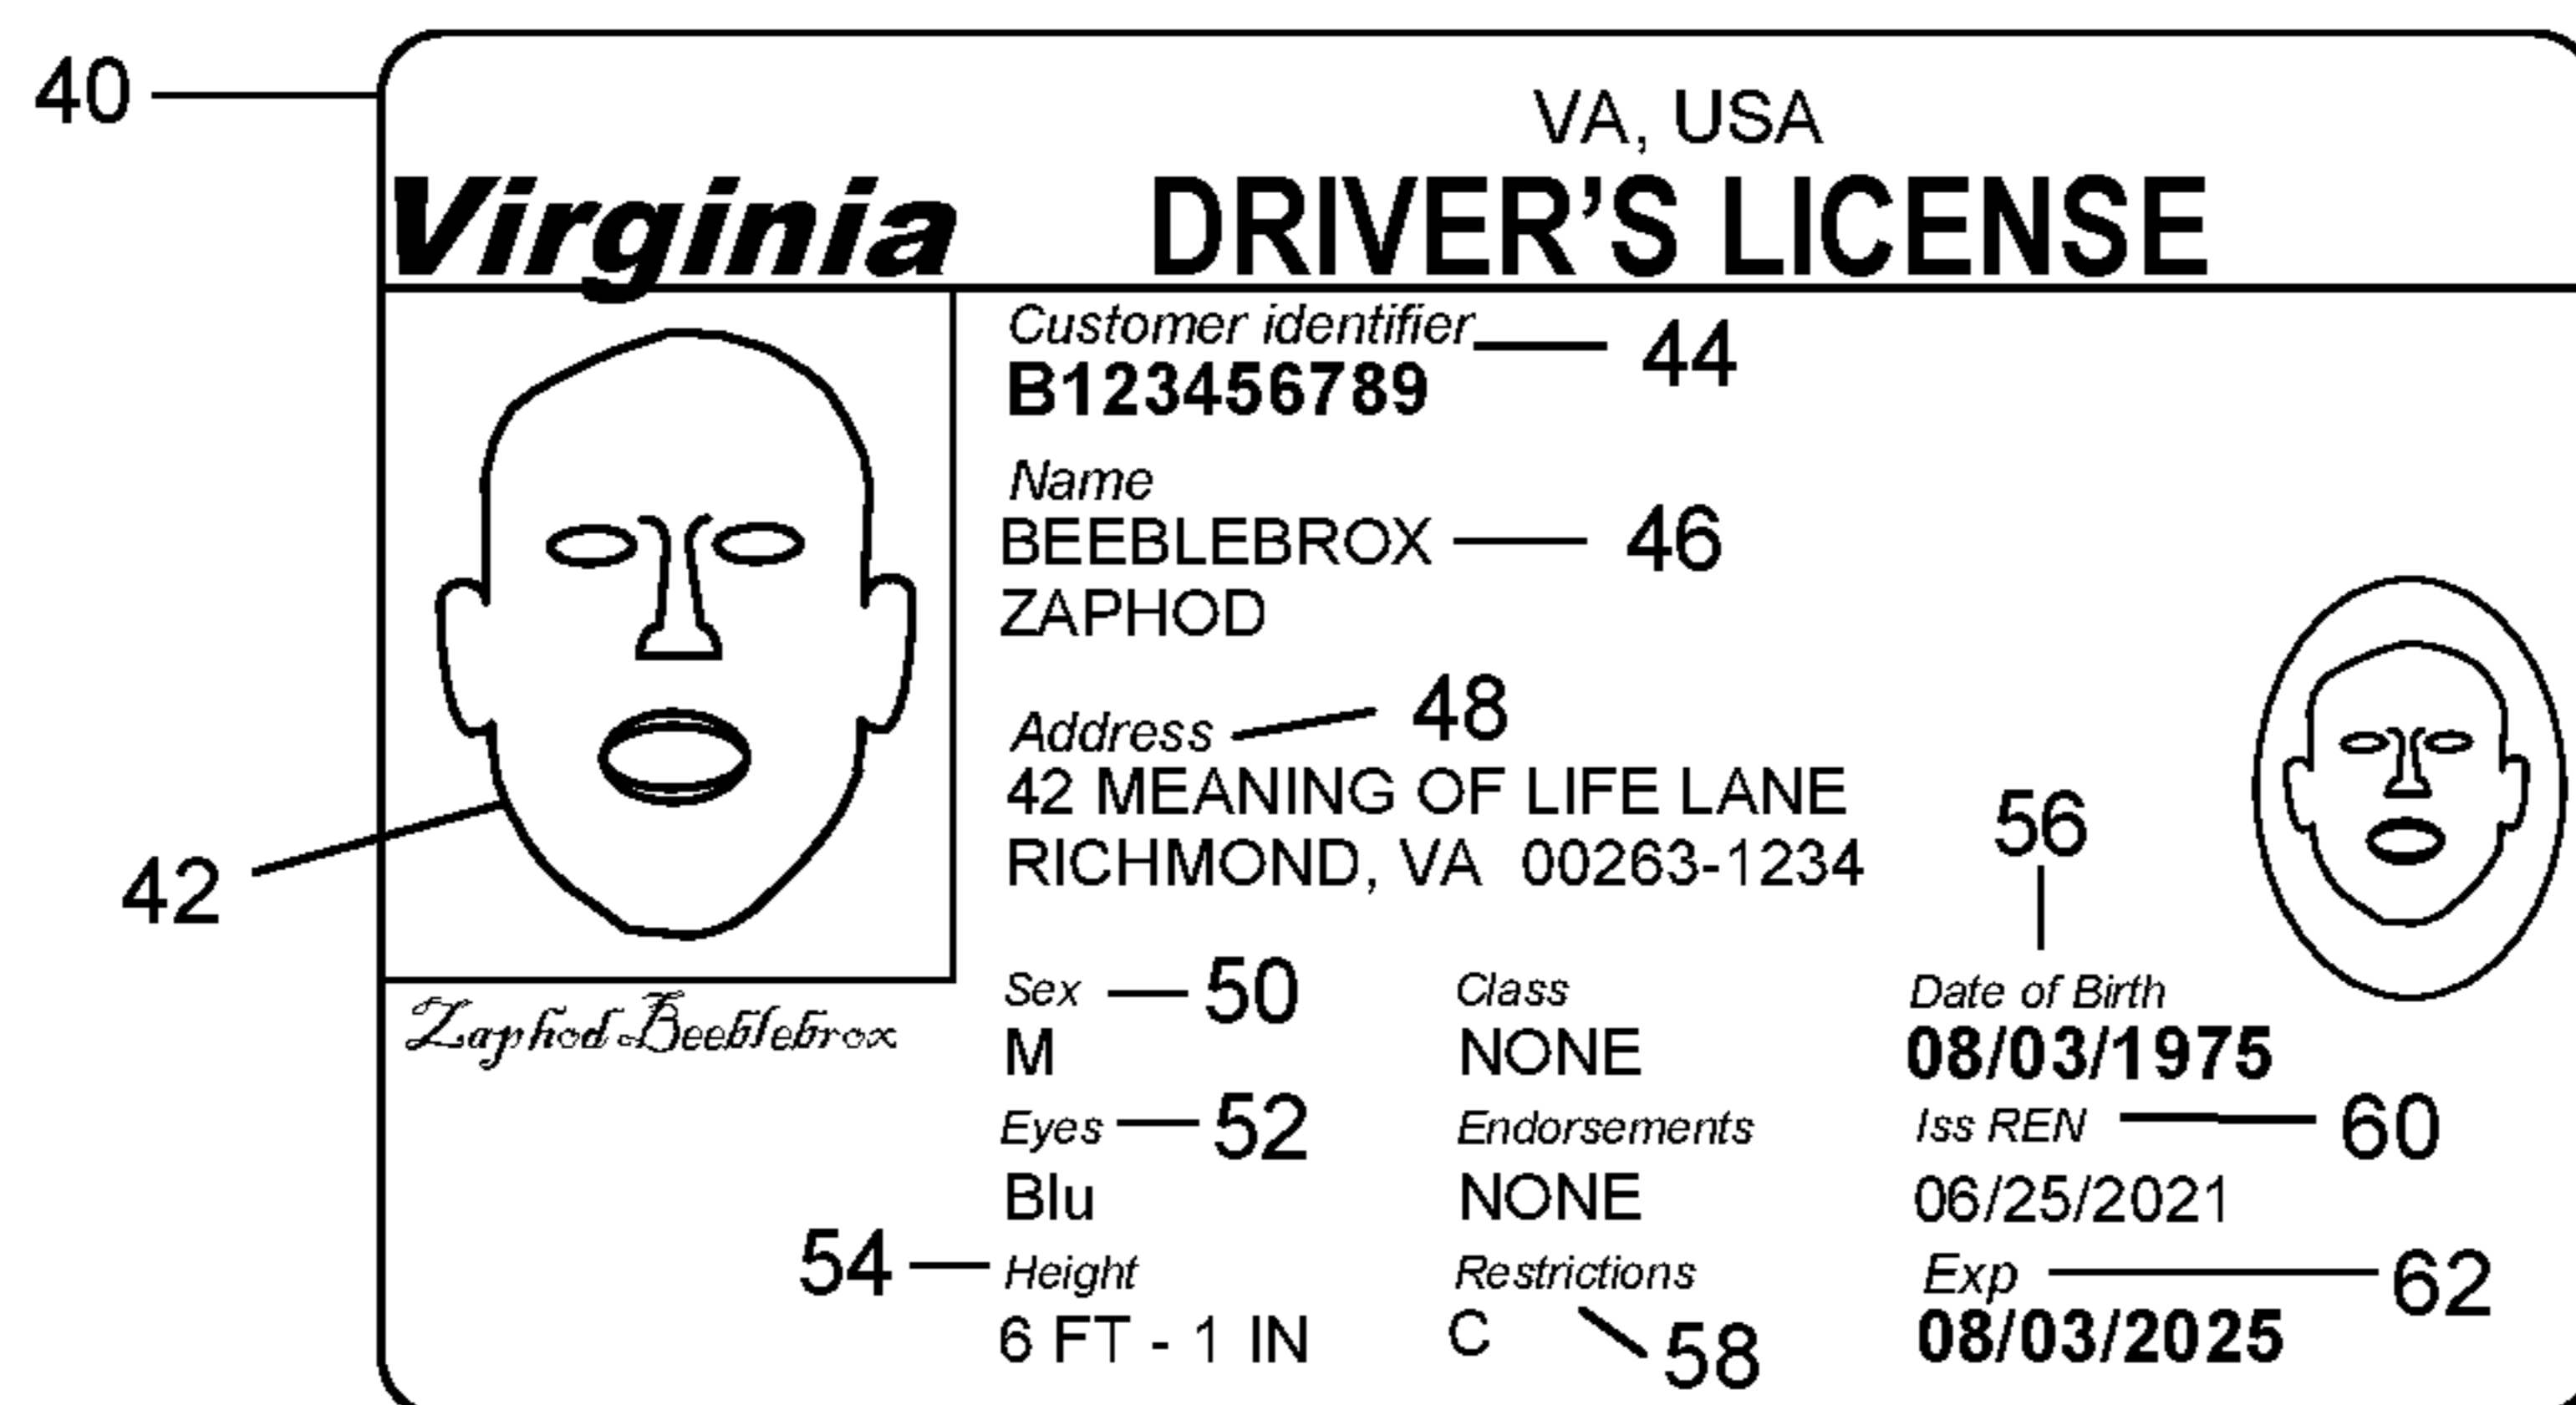 40
VA, USA
Virginia DRIVER'S LICENSE
Customer identifier 44
B123456789
Name
BEEBLEBROX 46
ZAPHOD
Address 48
42 MEANING OF LIFE LANE
RICHMOND, VA 00263-1234
42
56
Zaphod Beeblebrox
Sex 50 Class Date of Birth
M NONE 08/03/1975
Eyes 52 Endorsements Iss REN 60
Blu NONE 06/25/2021
54 Height Restrictions Exp 62
6 FT - 1 IN C 58 08/03/2025